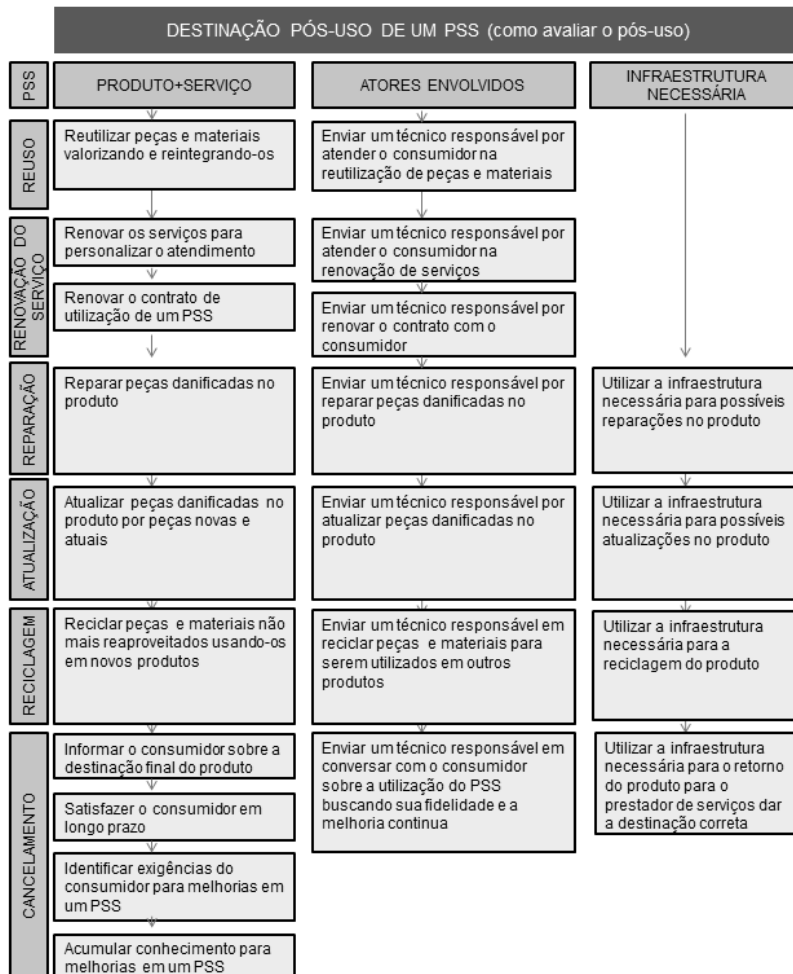 DESTINAÇÃO PÓS-USO DE UM PSS (como avaliar o pós-uso)
PSS
PRODUTO+SERVIÇO
ATORES ENVOLVIDOS
INFRAESTRUTURA
NECESSÁRIA
REUSO
Reutilizar peças e materiais
valorizando e reintegrando-os
Enviar um técnico responsável por
atender o consumidor na
reutilização de peças e materiais
RENOVAÇÃO DO
SERVIÇO
Renovar os serviços para
personalizar o atendimento
Enviar um técnico responsável por
atender o consumidor na
renovação de serviços
Renovar o contrato de
utilização de um PSS
Enviar um técnico responsável por
renovar o contrato com o
consumidor
REPARAÇÃO
Reparar peças danificadas no
produto
Enviar um técnico responsável por
reparar peças danificadas no
produto
Utilizar a infraestrutura
necessária para possíveis
reparações no produto
ATUALIZAÇÃO
Atualizar peças danificadas no
produto por peças novas e
atuais
Enviar um técnico responsável por
atualizar peças danificadas no
produto
Utilizar a infraestrutura
necessária para possíveis
atualizações no produto
RECICLAGEM
Reciclar peças e materiais não
mais reaproveitados usando-os
em novos produtos
Enviar um técnico responsável em
reciclar peças e materiais para
serem utilizados em outros
produtos
Utilizar a infraestrutura
necessária para a
reciclagem do produto
CANCELAMENTO
Informar o consumidor sobre a
destinação final do produto
Satisfazer o consumidor em
longo prazo
Identificar exigências do
consumidor para melhorias em
um PSS
Acumular conhecimento para
melhorias em um PSS
Enviar um técnico responsável em
conversar com o consumidor
sobre a utilização do PSS
buscando sua fidelidade e a
melhoria continua
Utilizar a infraestrutura
necessária para o retorno
do produto para o
prestador de serviços dar
a destinação correta